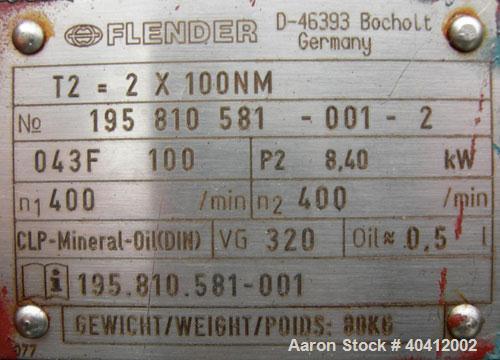 FLENDER D-46393 Bocholt
Germany
T2 = 2 X 100NM
No 195 810 581 -001 - 2
043F 100 P2 8,40 kW
n1 400 /min n2 400 /min
CLP-Mineral-Oil(DIN) VG 320 Oil ≈ 0,5 l
i 195.810.581-001
077 GEWICHT/WEIGHT/POIDS: 80KG
Aaron Stock # 40412002